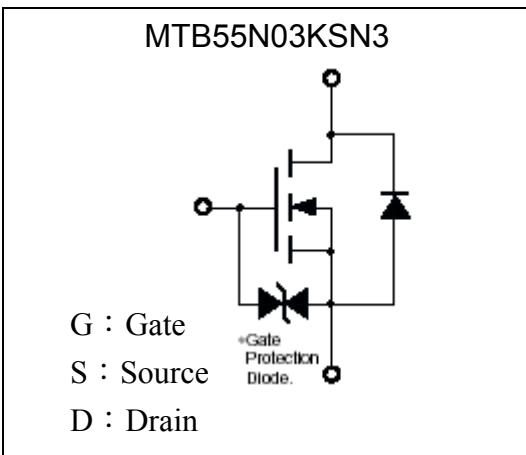 MTB55N03KSN3
G：Gate
S：Source
D：Drain
*Gate
Protection
Diode.